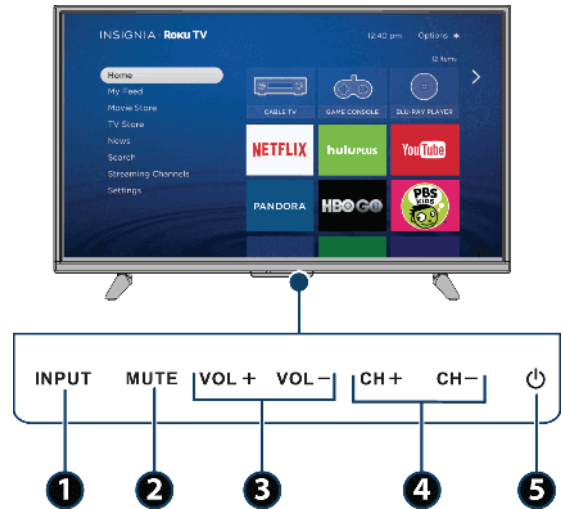 INSIGNIA Roku TV 12:40 pm Options
12 items
Home
My Feed
Movie Store
TV Store
News
Search
Streaming Channels
Settings
CABLE TV GAME CONSOLE BLU-RAY PLAYER
NETFLIX huluPLUS YouTube
PANDORA HBO GO PBS KIDS
INPUT MUTE VOL + VOL – CH + CH–
1 2 3 4 5